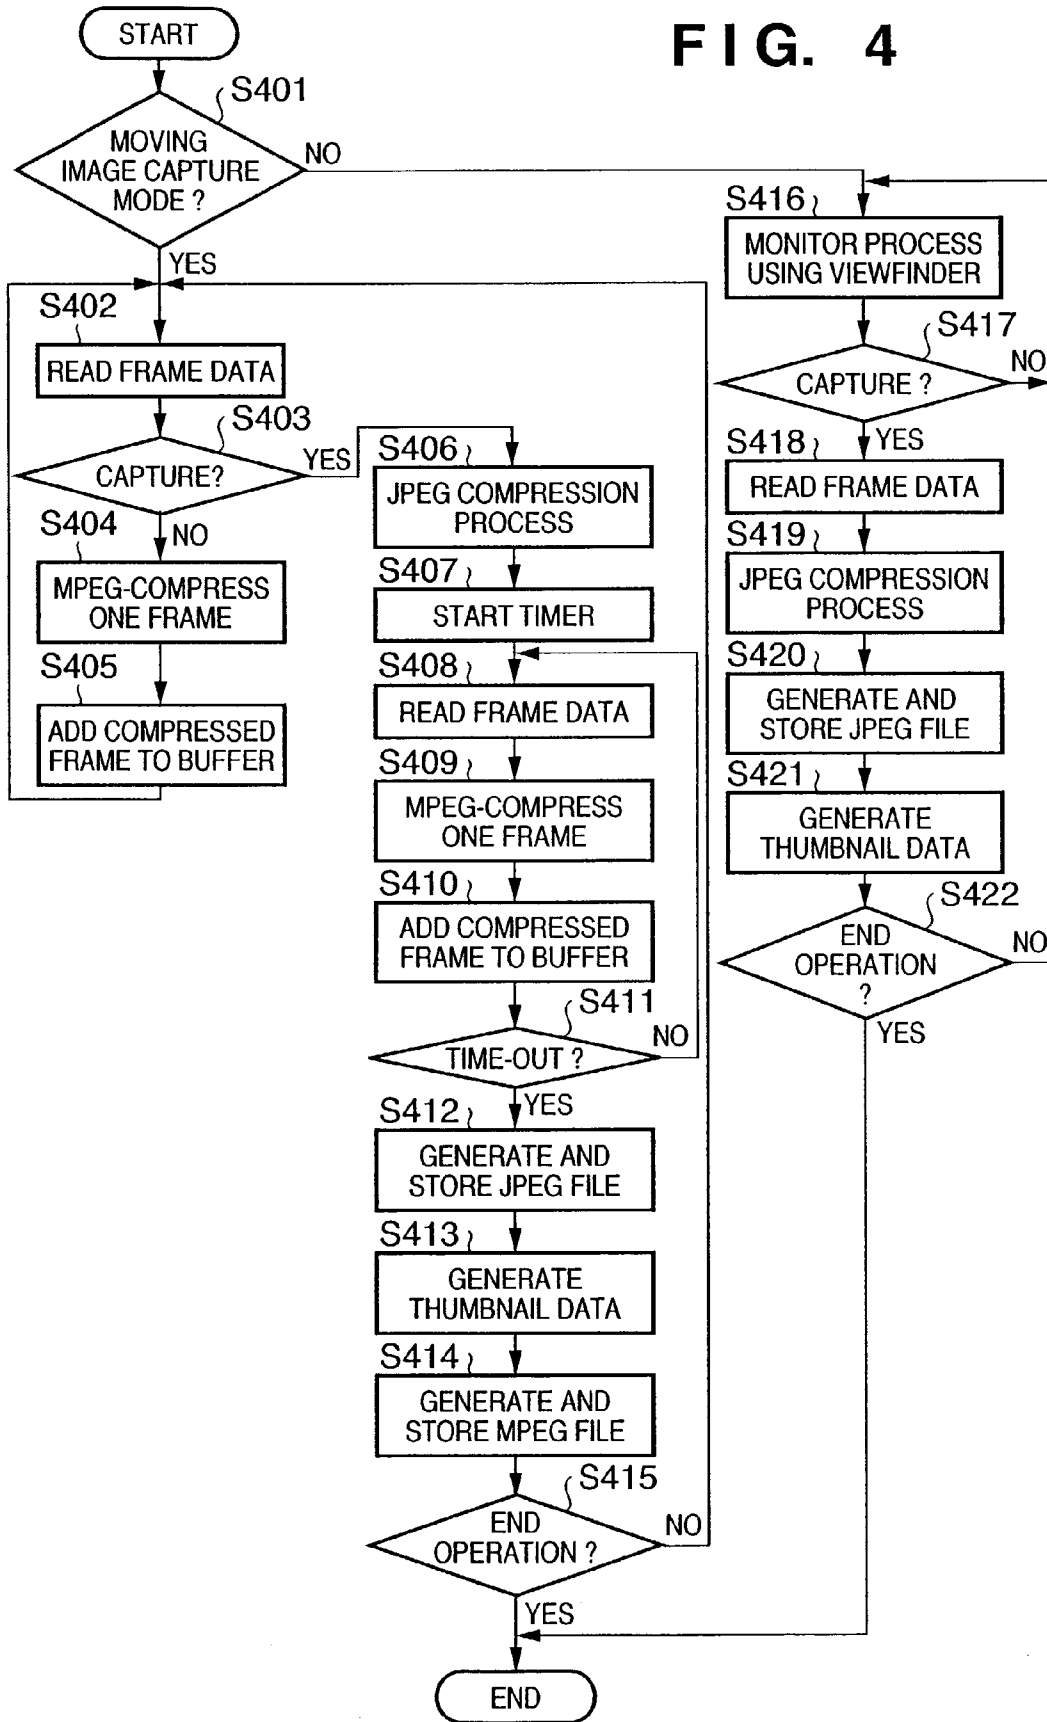 FIG. 4
START
S401
MOVING
IMAGE CAPTURE
MODE ?
NO
YES
S402
READ FRAME DATA
S403
CAPTURE?
YES
S404
NO
MPEG-COMPRESS
ONE FRAME
S405
ADD COMPRESSED
FRAME TO BUFFER
S406
JPEG COMPRESSION
PROCESS
S407
START TIMER
S408
READ FRAME DATA
S409
MPEG-COMPRESS
ONE FRAME
S410
ADD COMPRESSED
FRAME TO BUFFER
S411
TIME-OUT ?
NO
YES
S412
GENERATE AND
STORE JPEG FILE
S413
GENERATE
THUMBNAIL DATA
S414
GENERATE AND
STORE MPEG FILE
S415
END
OPERATION ?
NO
YES
END
S416
MONITOR PROCESS
USING VIEWFINDER
S417
CAPTURE ?
NO
YES
S418
READ FRAME DATA
S419
JPEG COMPRESSION
PROCESS
S420
GENERATE AND
STORE JPEG FILE
S421
GENERATE
THUMBNAIL DATA
S422
END
OPERATION
?
NO
YES